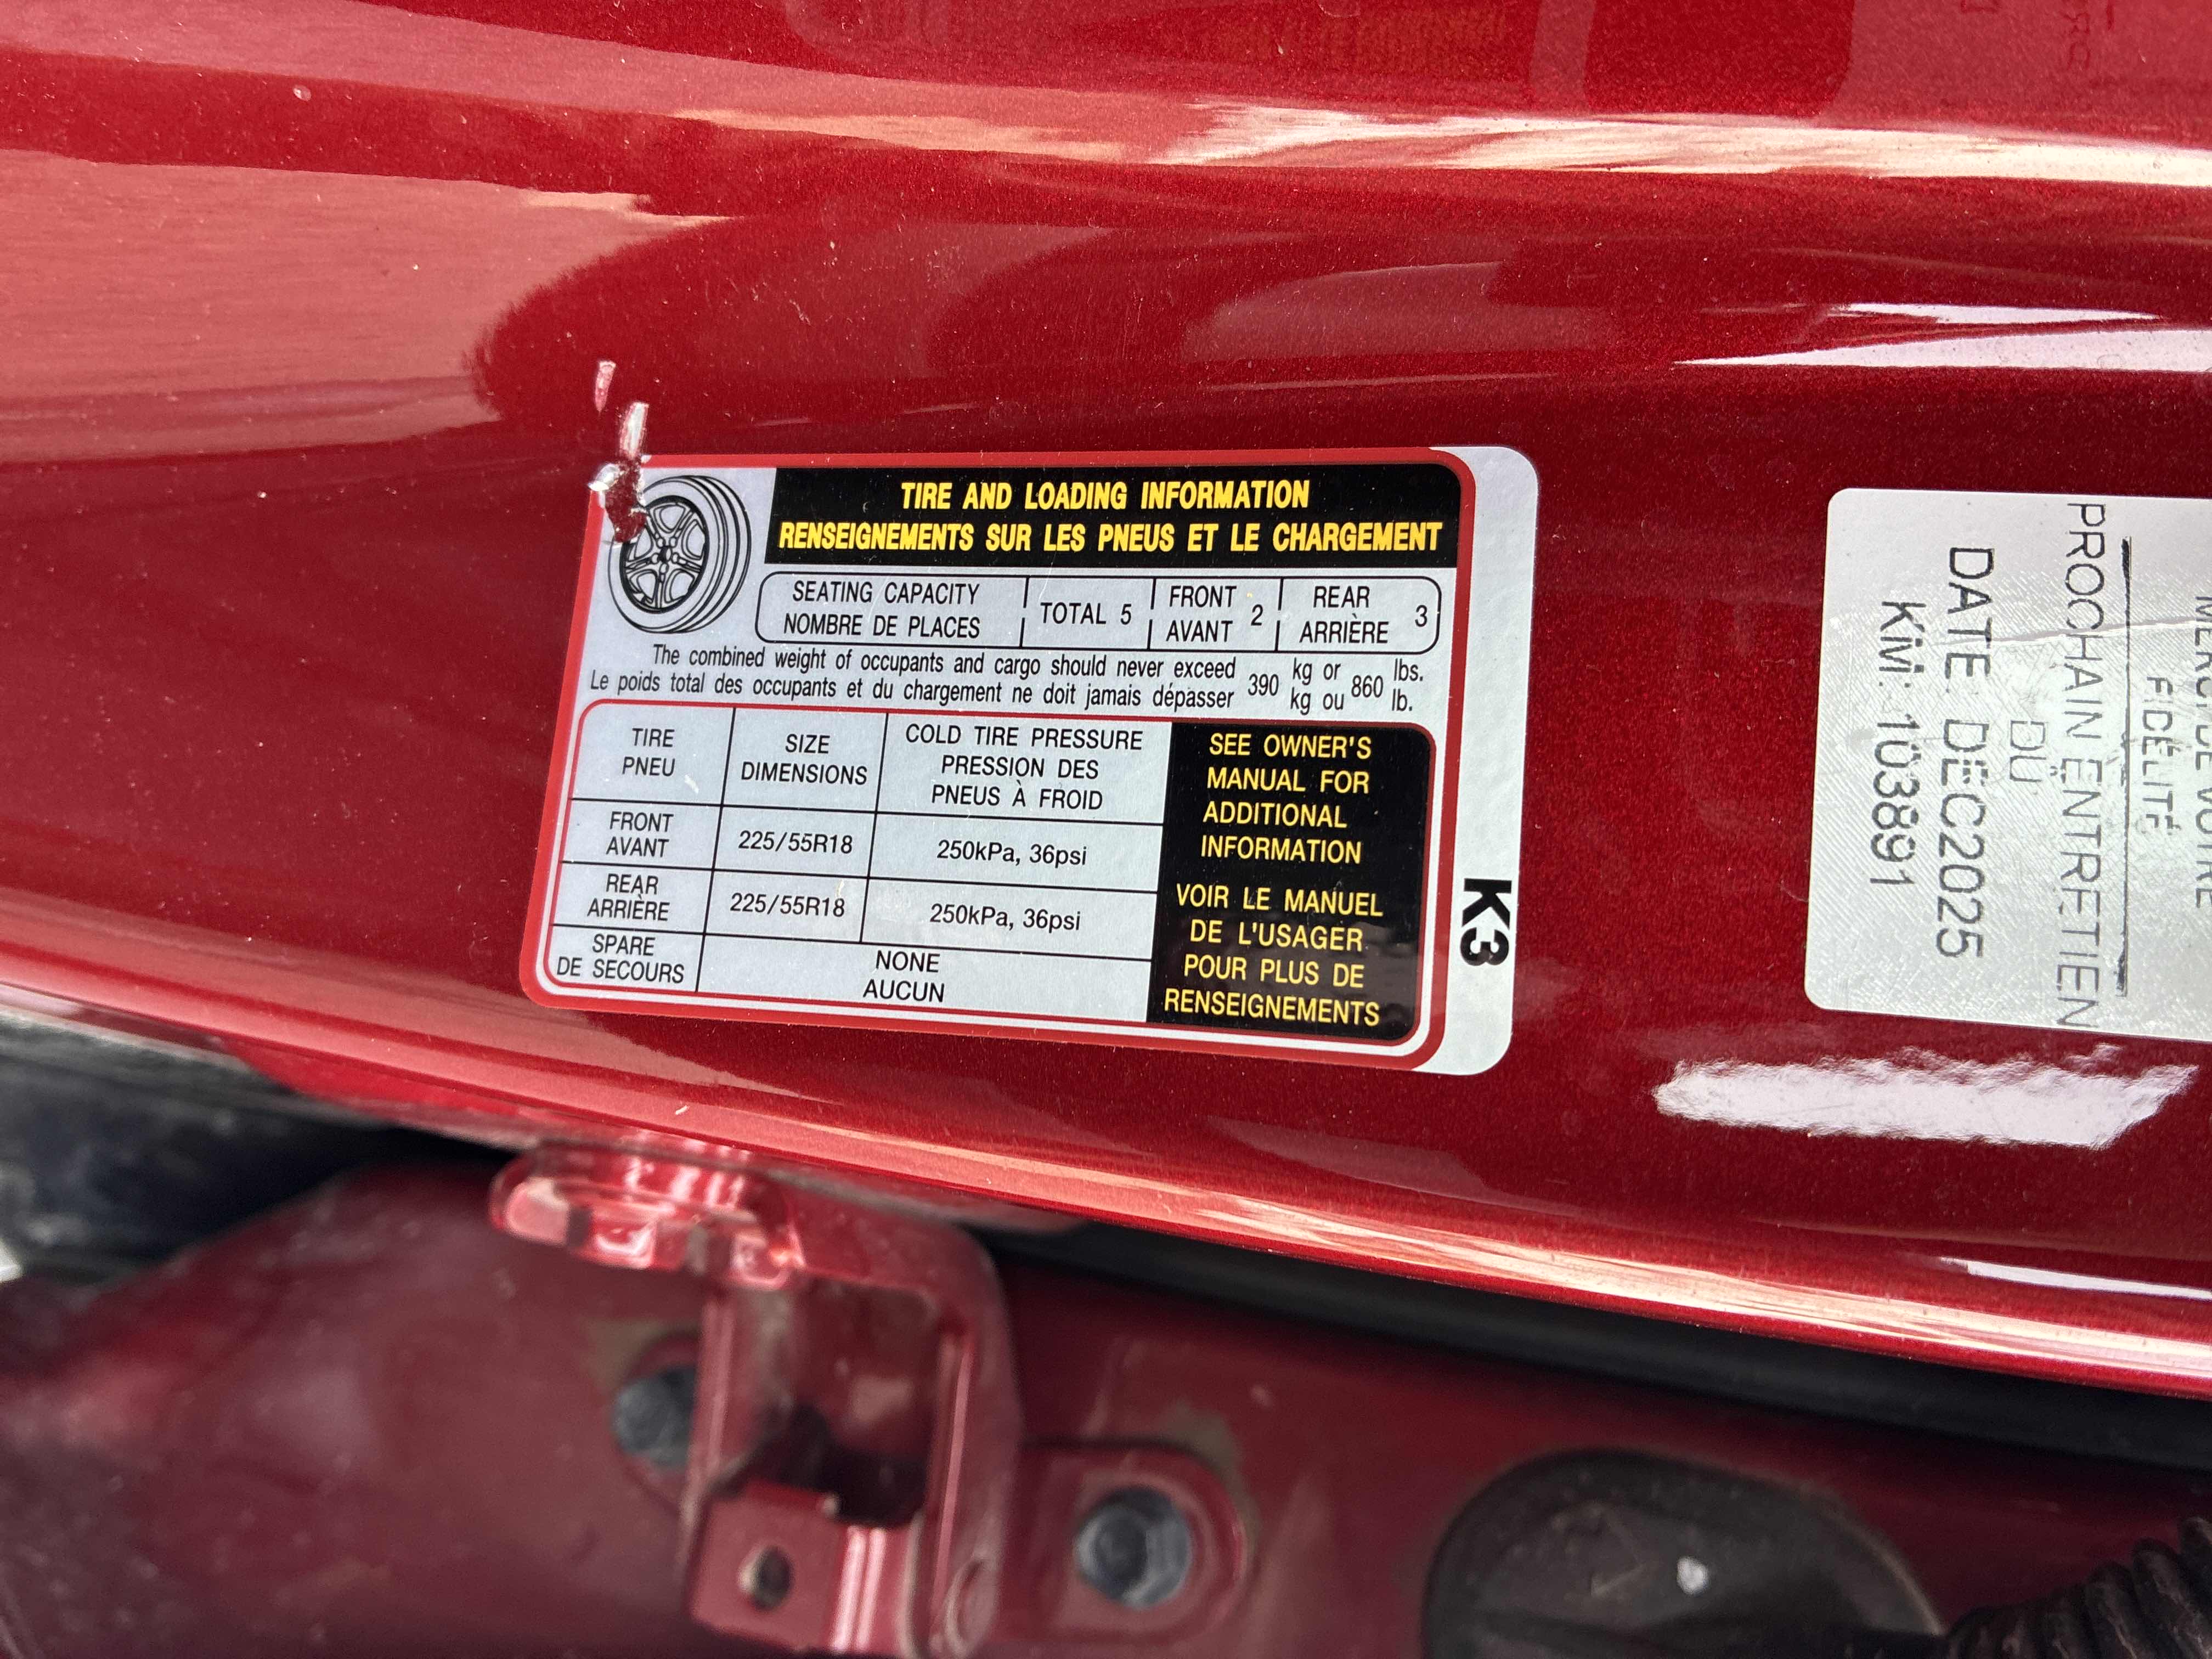 TIRE AND LOADING INFORMATION
RENSEIGNEMENTS SUR LES PNEUS ET LE CHARGEMENT
SEATING CAPACITY
NOMBRE DE PLACES
TOTAL 5
FRONT
AVANT
2
REAR
ARRIÈRE
3
The combined weight of occupants and cargo should never exceed 390 kg or 860 lbs.
Le poids total des occupants et du chargement ne doit jamais dépasser kg ou lb.
TIRE
PNEU
SIZE
DIMENSIONS
COLD TIRE PRESSURE
PRESSION DES
PNEUS À FROID
FRONT
AVANT
225/55R18
250kPa, 36psi
REAR
ARRIÈRE
225/55R18
250kPa, 36psi
SPARE
DE SECOURS
NONE
AUCUN
SEE OWNER'S
MANUAL FOR
ADDITIONAL
INFORMATION
VOIR LE MANUEL
DE L'USAGER
POUR PLUS DE
RENSEIGNEMENTS
K3
FIDÉLITÉ
PROCHAIN ENTRETIEN
DÛ
DATE: DEC2025
KM: 103891